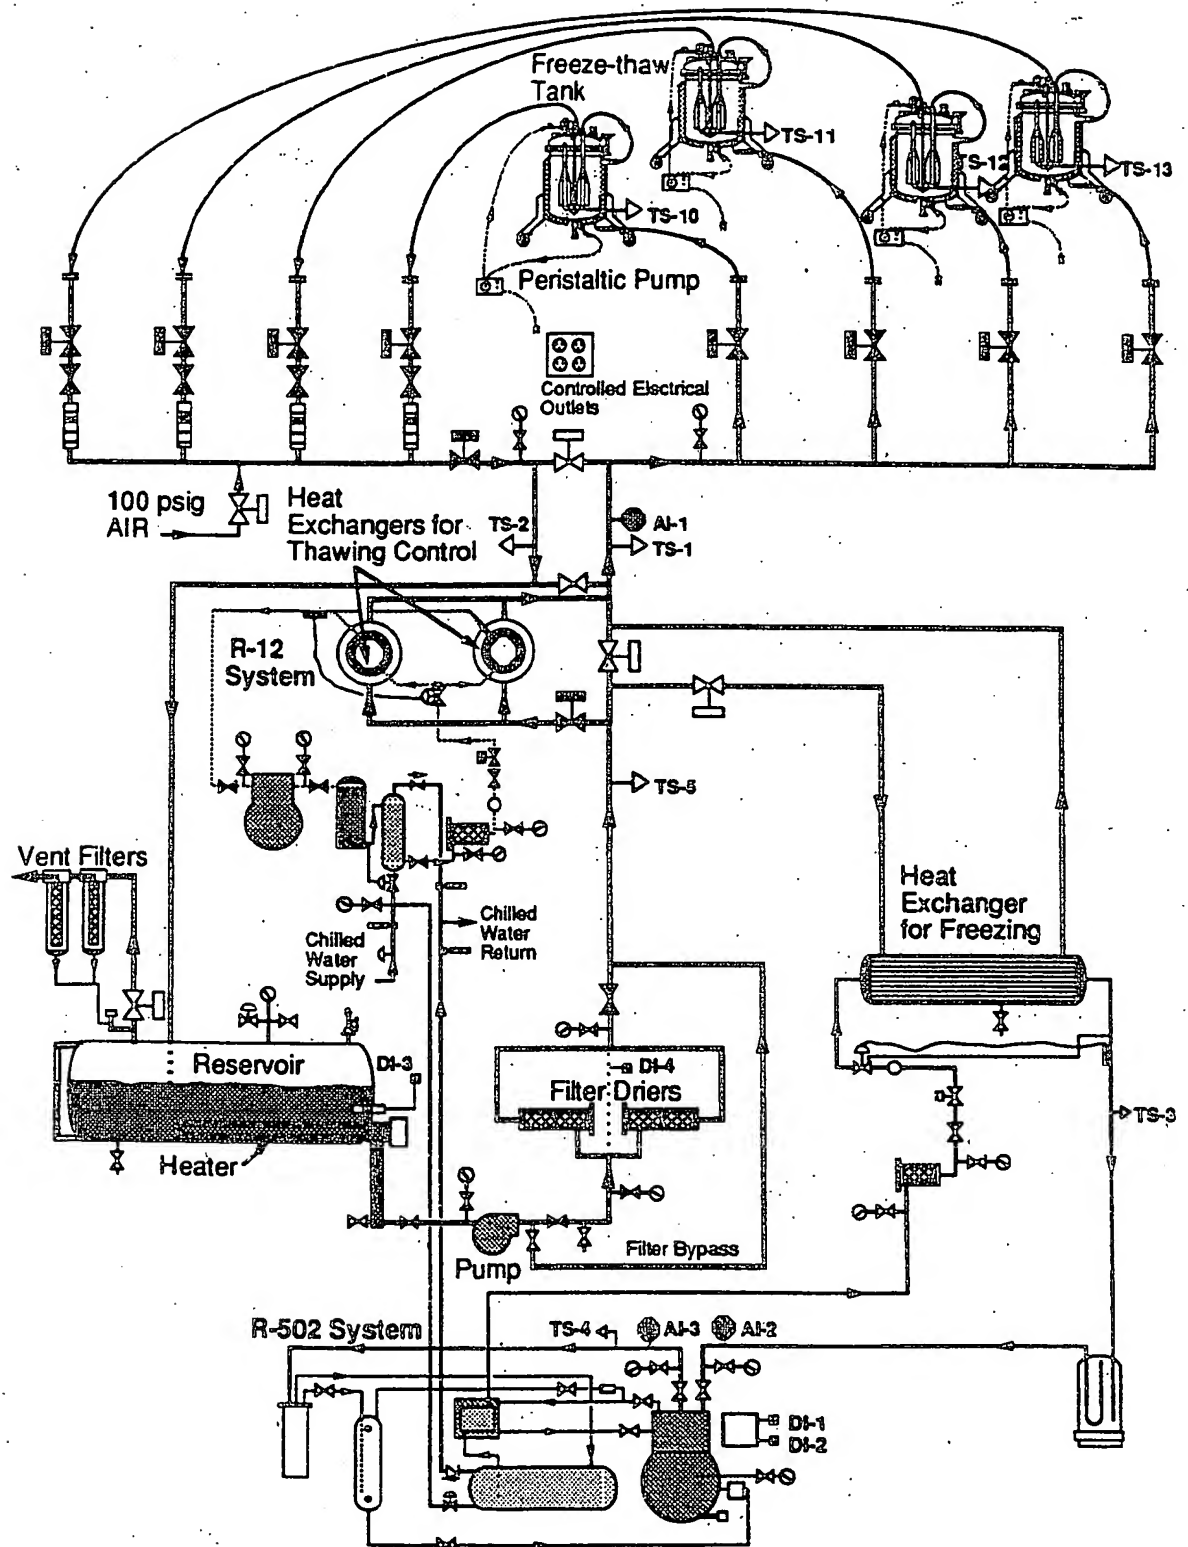 Freeze-thaw
Tank
TS-11
TS-12
TS-13
TS-10
Peristaltic Pump
Controlled Electrical
Outlets
100 psig
AIR
Heat
Exchangers for
Thawing Control
TS-2
AI-1
TS-1
R-12
System
TS-5
Vent Filters
Chilled
Water
Supply
Chilled
Water
Return
Heat
Exchanger
for Freezing
Reservoir
DI-3
DI-4
Filter Driers
Heater
TS-3
Pump
Filter Bypass
R-502 System
TS-4
AI-3
AI-2
DI-1
DI-2